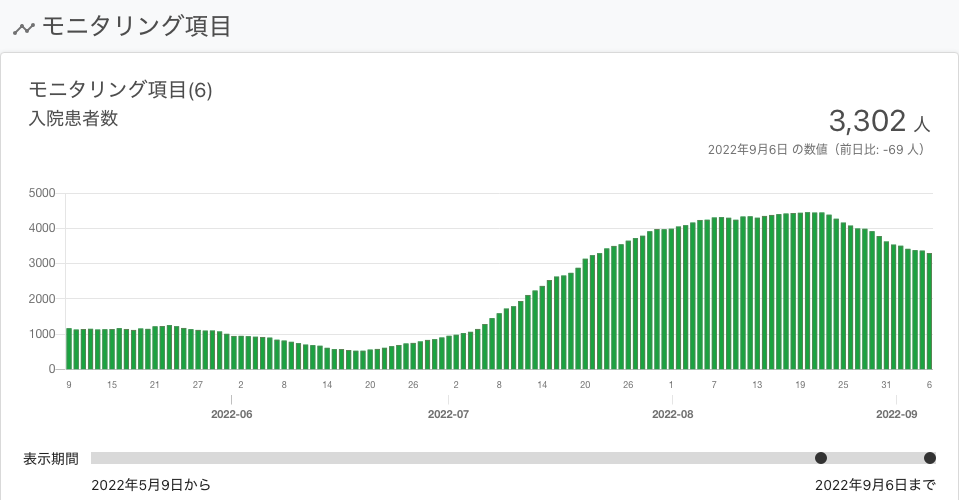 モニタリング項目
モニタリング項目(6)
入院患者数
3,302 人
2022年9月6日 の数値（前日比: -69 人）
5000
4000
3000
2000
1000
0
9 15 21 27 2 8 14 20 26 2 8 14 20 26 1 7 13 19 25 31 6
2022-06 2022-07 2022-08 2022-09
表示期間
2022年5月9日から 2022年9月6日まで